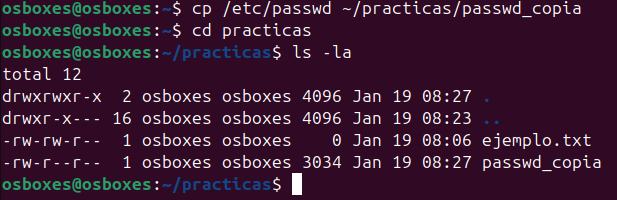 osboxes@osboxes:~$ cp /etc/passwd ~/practicas/passwd_copia
osboxes@osboxes:~$ cd practicas
osboxes@osboxes:~/practicas$ ls -la
total 12
drwxrwxr-x  2 osboxes osboxes 4096 Jan 19 08:27 .
drwxr-x--- 16 osboxes osboxes 4096 Jan 19 08:23 ..
-rw-rw-r--  1 osboxes osboxes    0 Jan 19 08:06 ejemplo.txt
-rw-r--r--  1 osboxes osboxes 3034 Jan 19 08:27 passwd_copia
osboxes@osboxes:~/practicas$